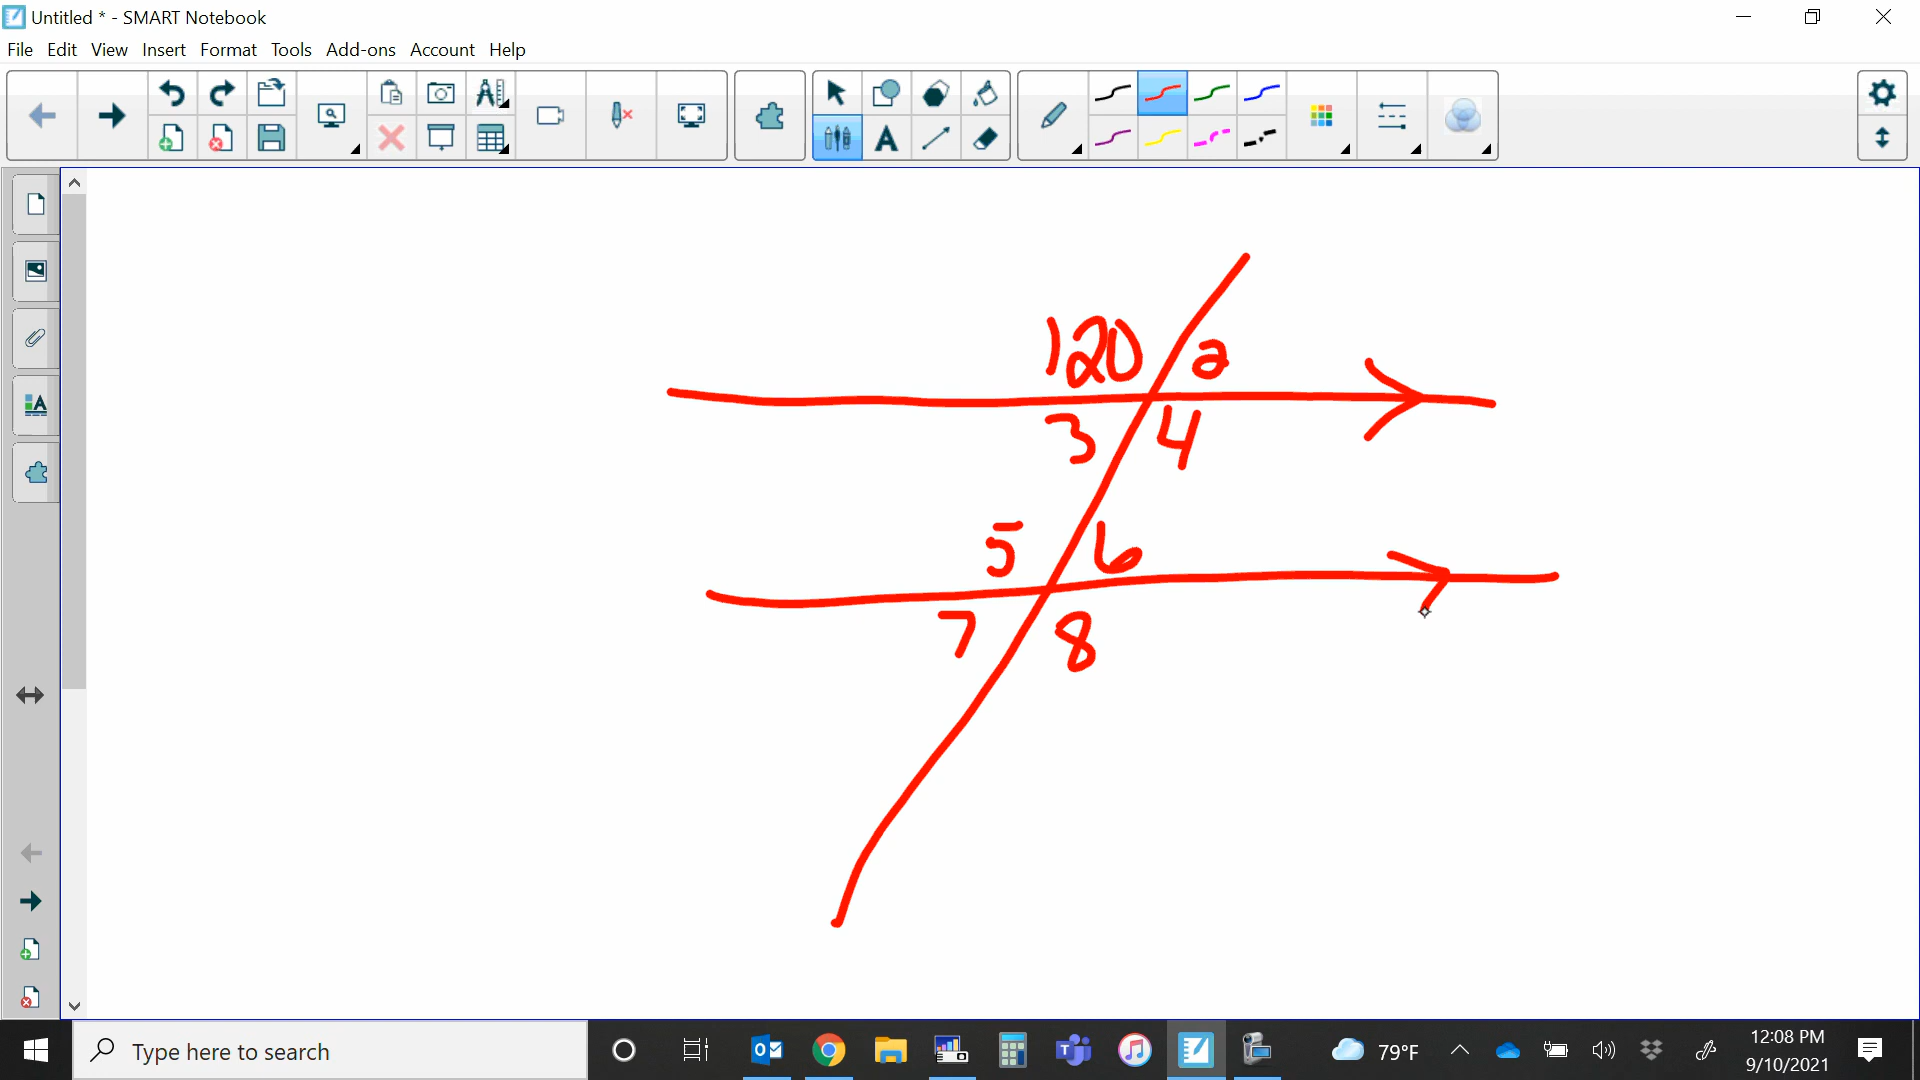 Untitled * - SMART Notebook
File Edit View Insert Format Tools Add-ons Account Help
120 2
3 4
5 6
7 8
Type here to search
79°F
12:08 PM
9/10/2021